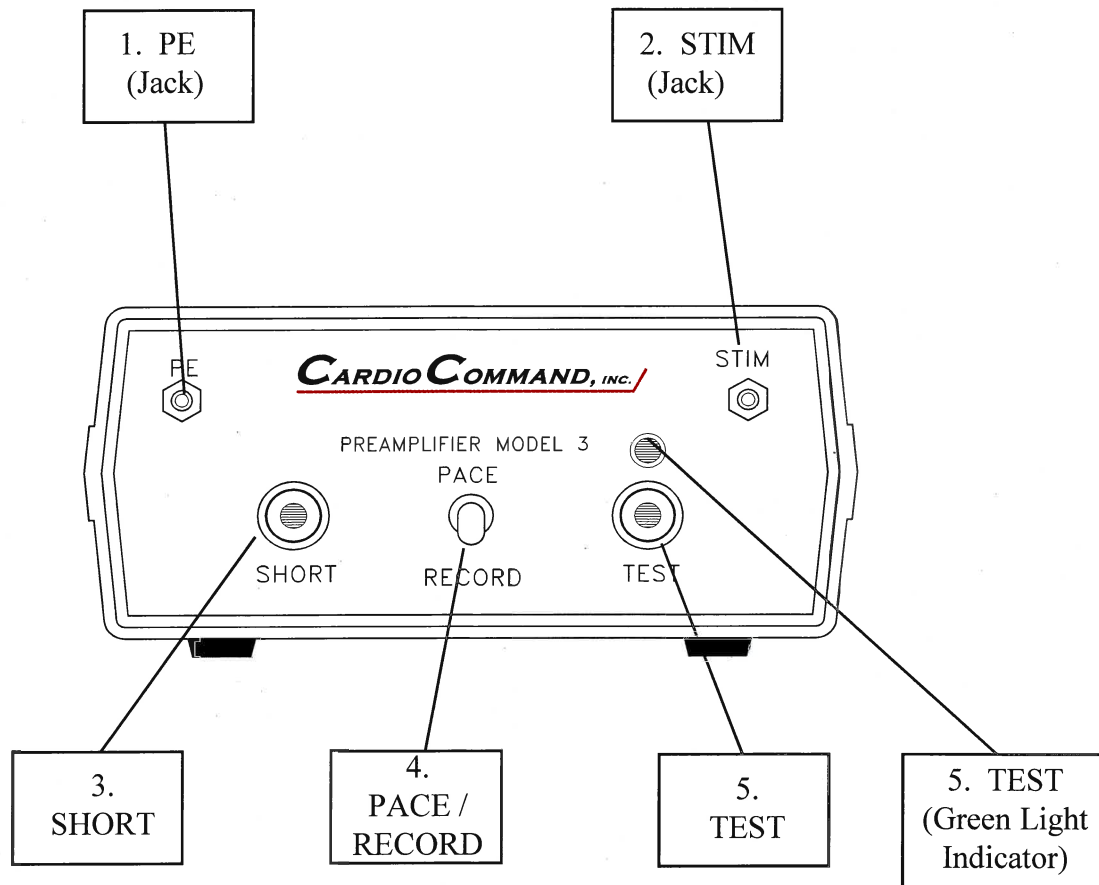 1. PE
(Jack)
2. STIM
(Jack)
PE
CARDIO COMMAND, INC.
STIM
PREAMPLIFIER MODEL 3
PACE
SHORT
RECORD
TEST
3.
SHORT
4.
PACE /
RECORD
5.
TEST
5. TEST
(Green Light
Indicator)